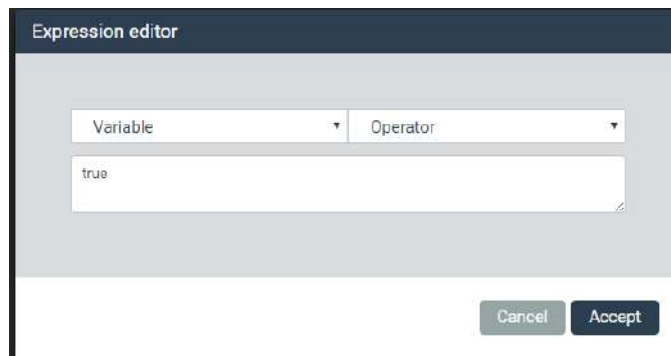 Expression editor
Variable Operator
true
Cancel Accept